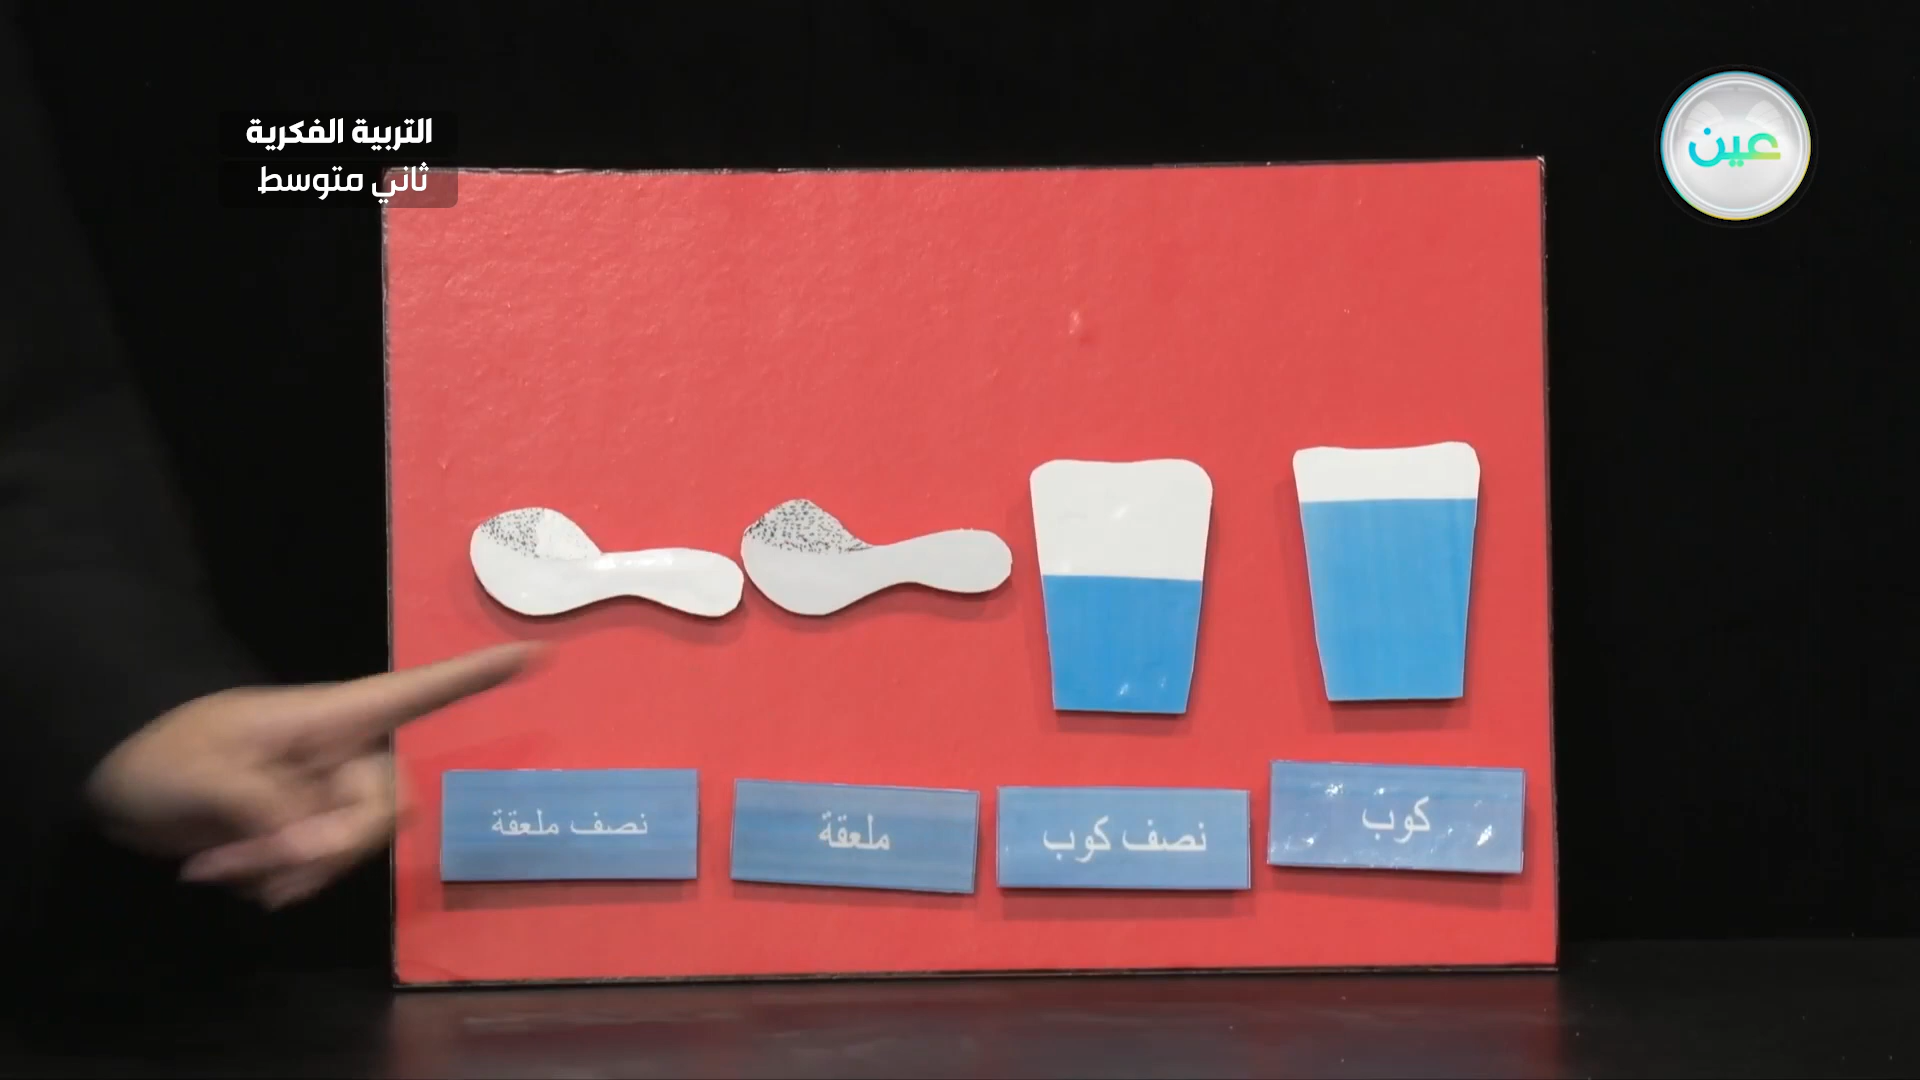 التربية الفكرية
ثاني متوسط
عين
كوب
نصف كوب
ملعقة
نصف ملعقة